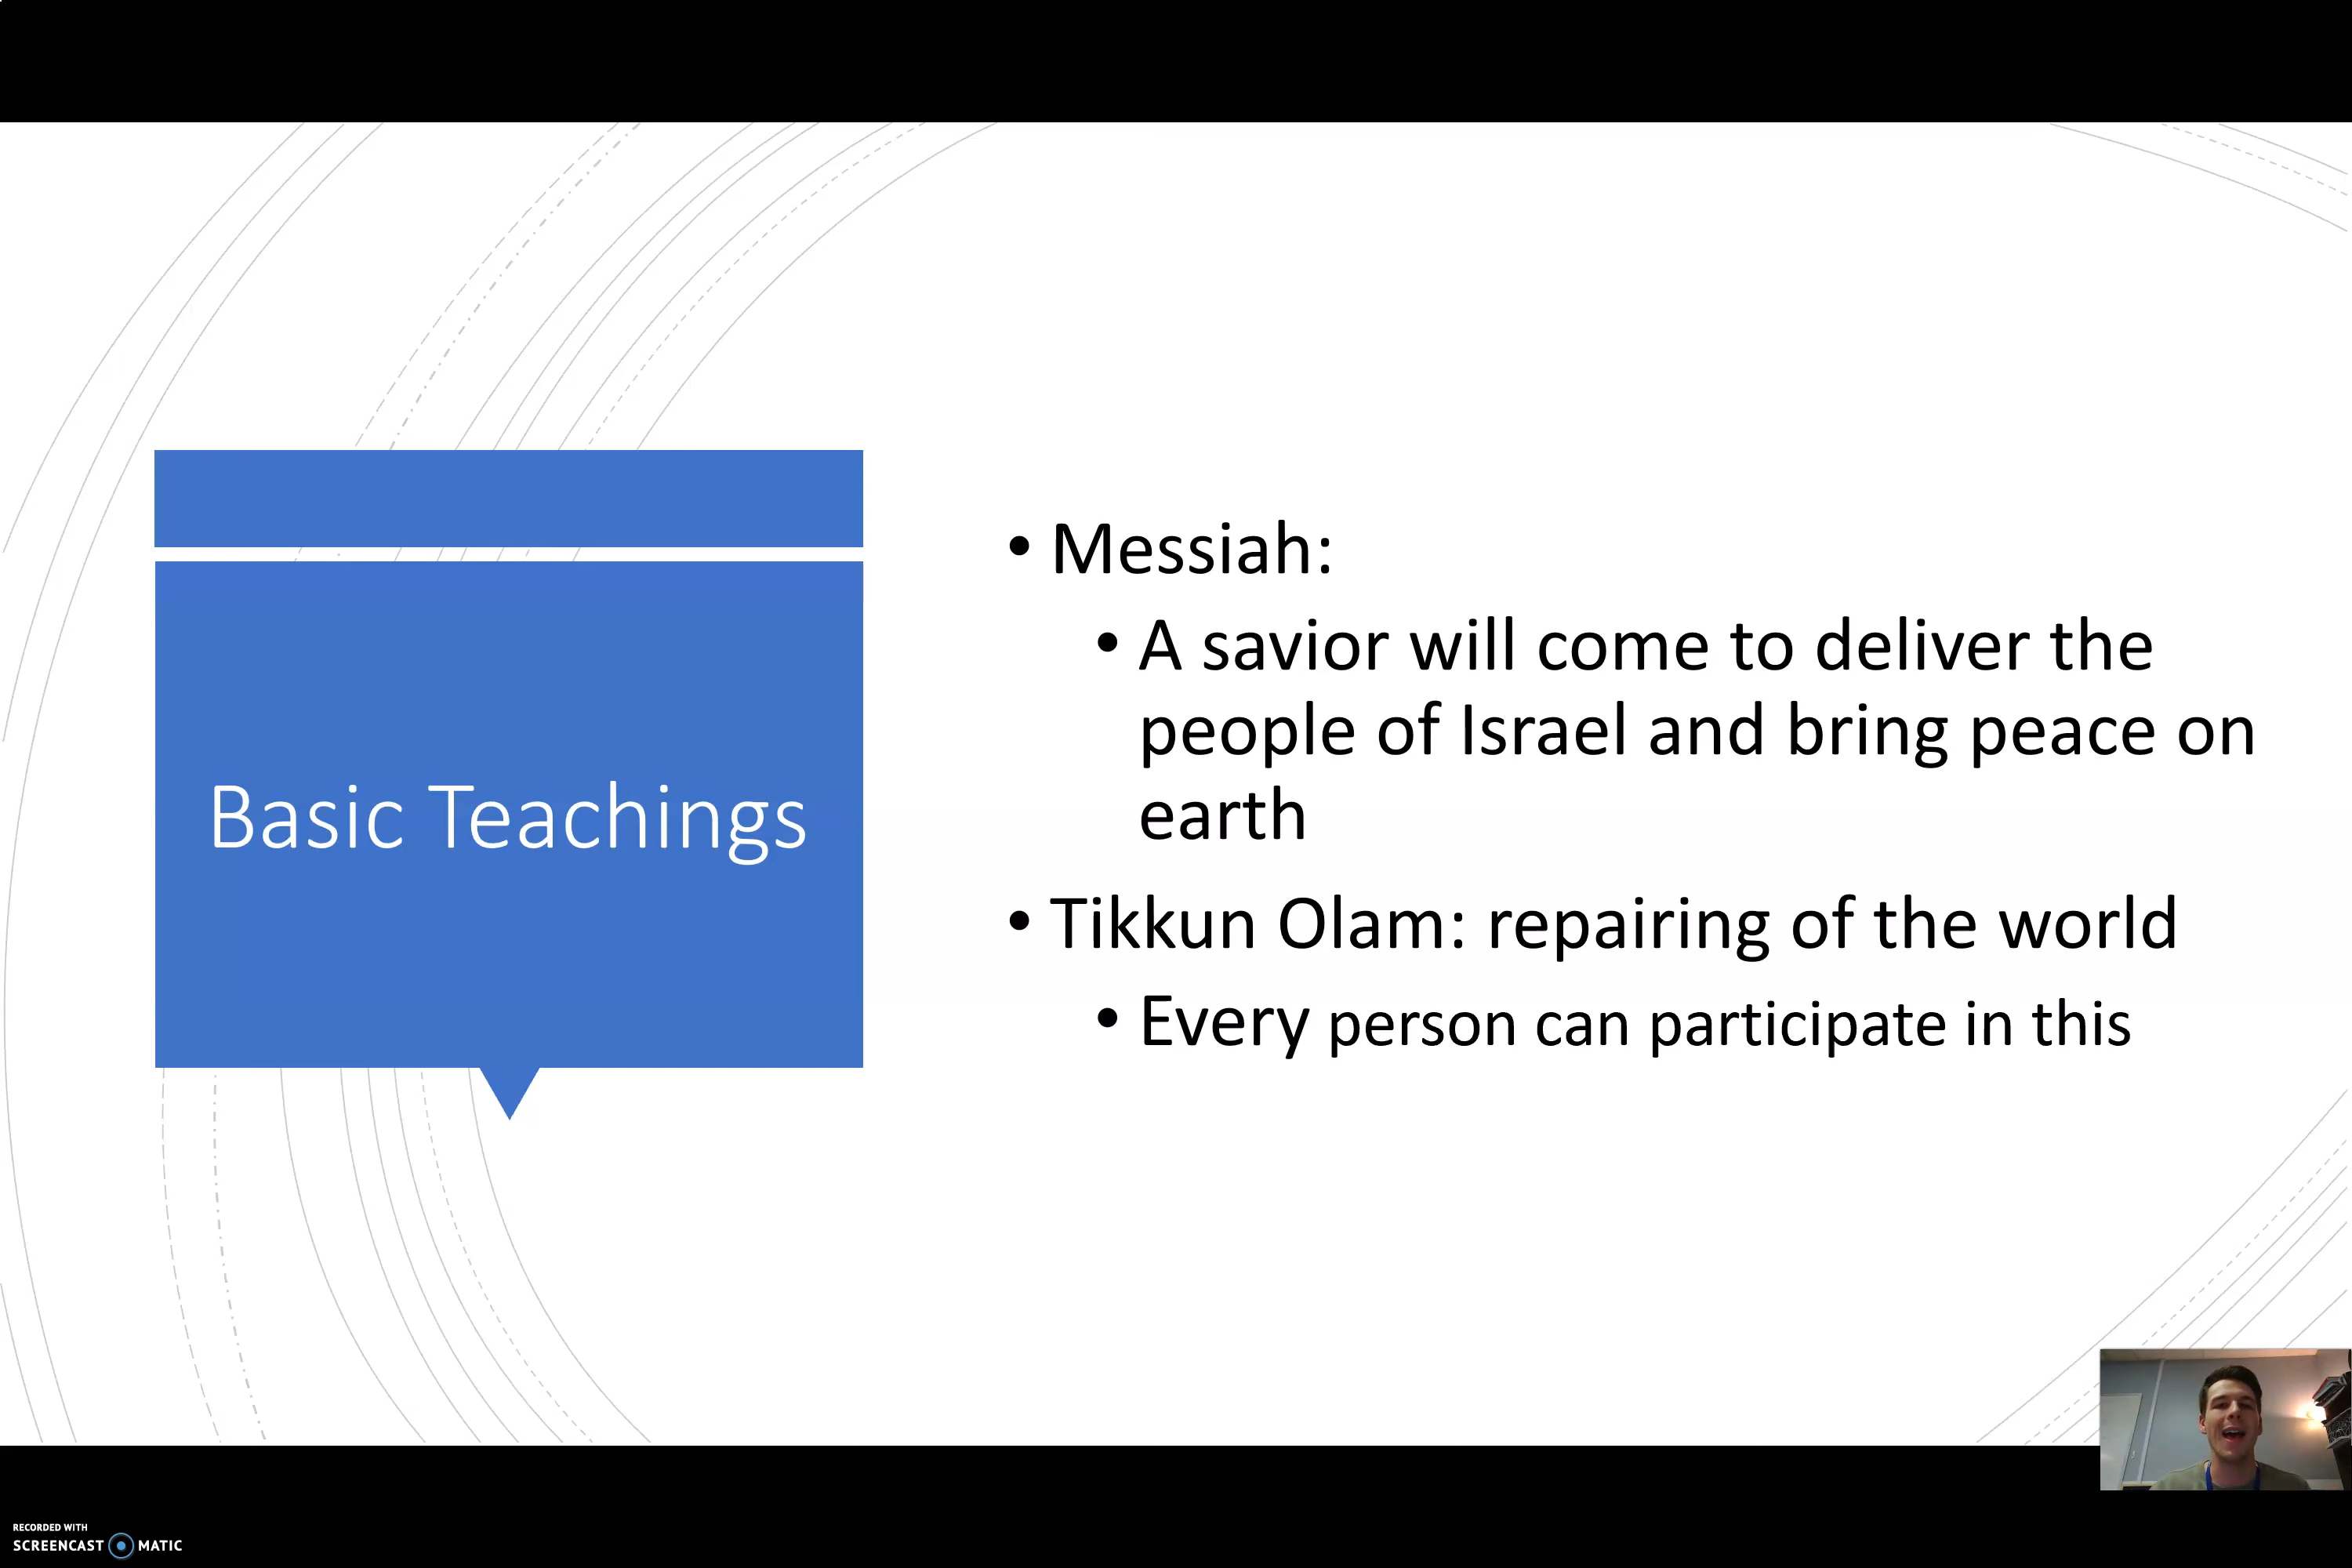 Basic Teachings
• Messiah:
• A savior will come to deliver the
people of Israel and bring peace on
earth
• Tikkun Olam: repairing of the world
• Every person can participate in this
RECORDED WITH
SCREENCAST MATIC